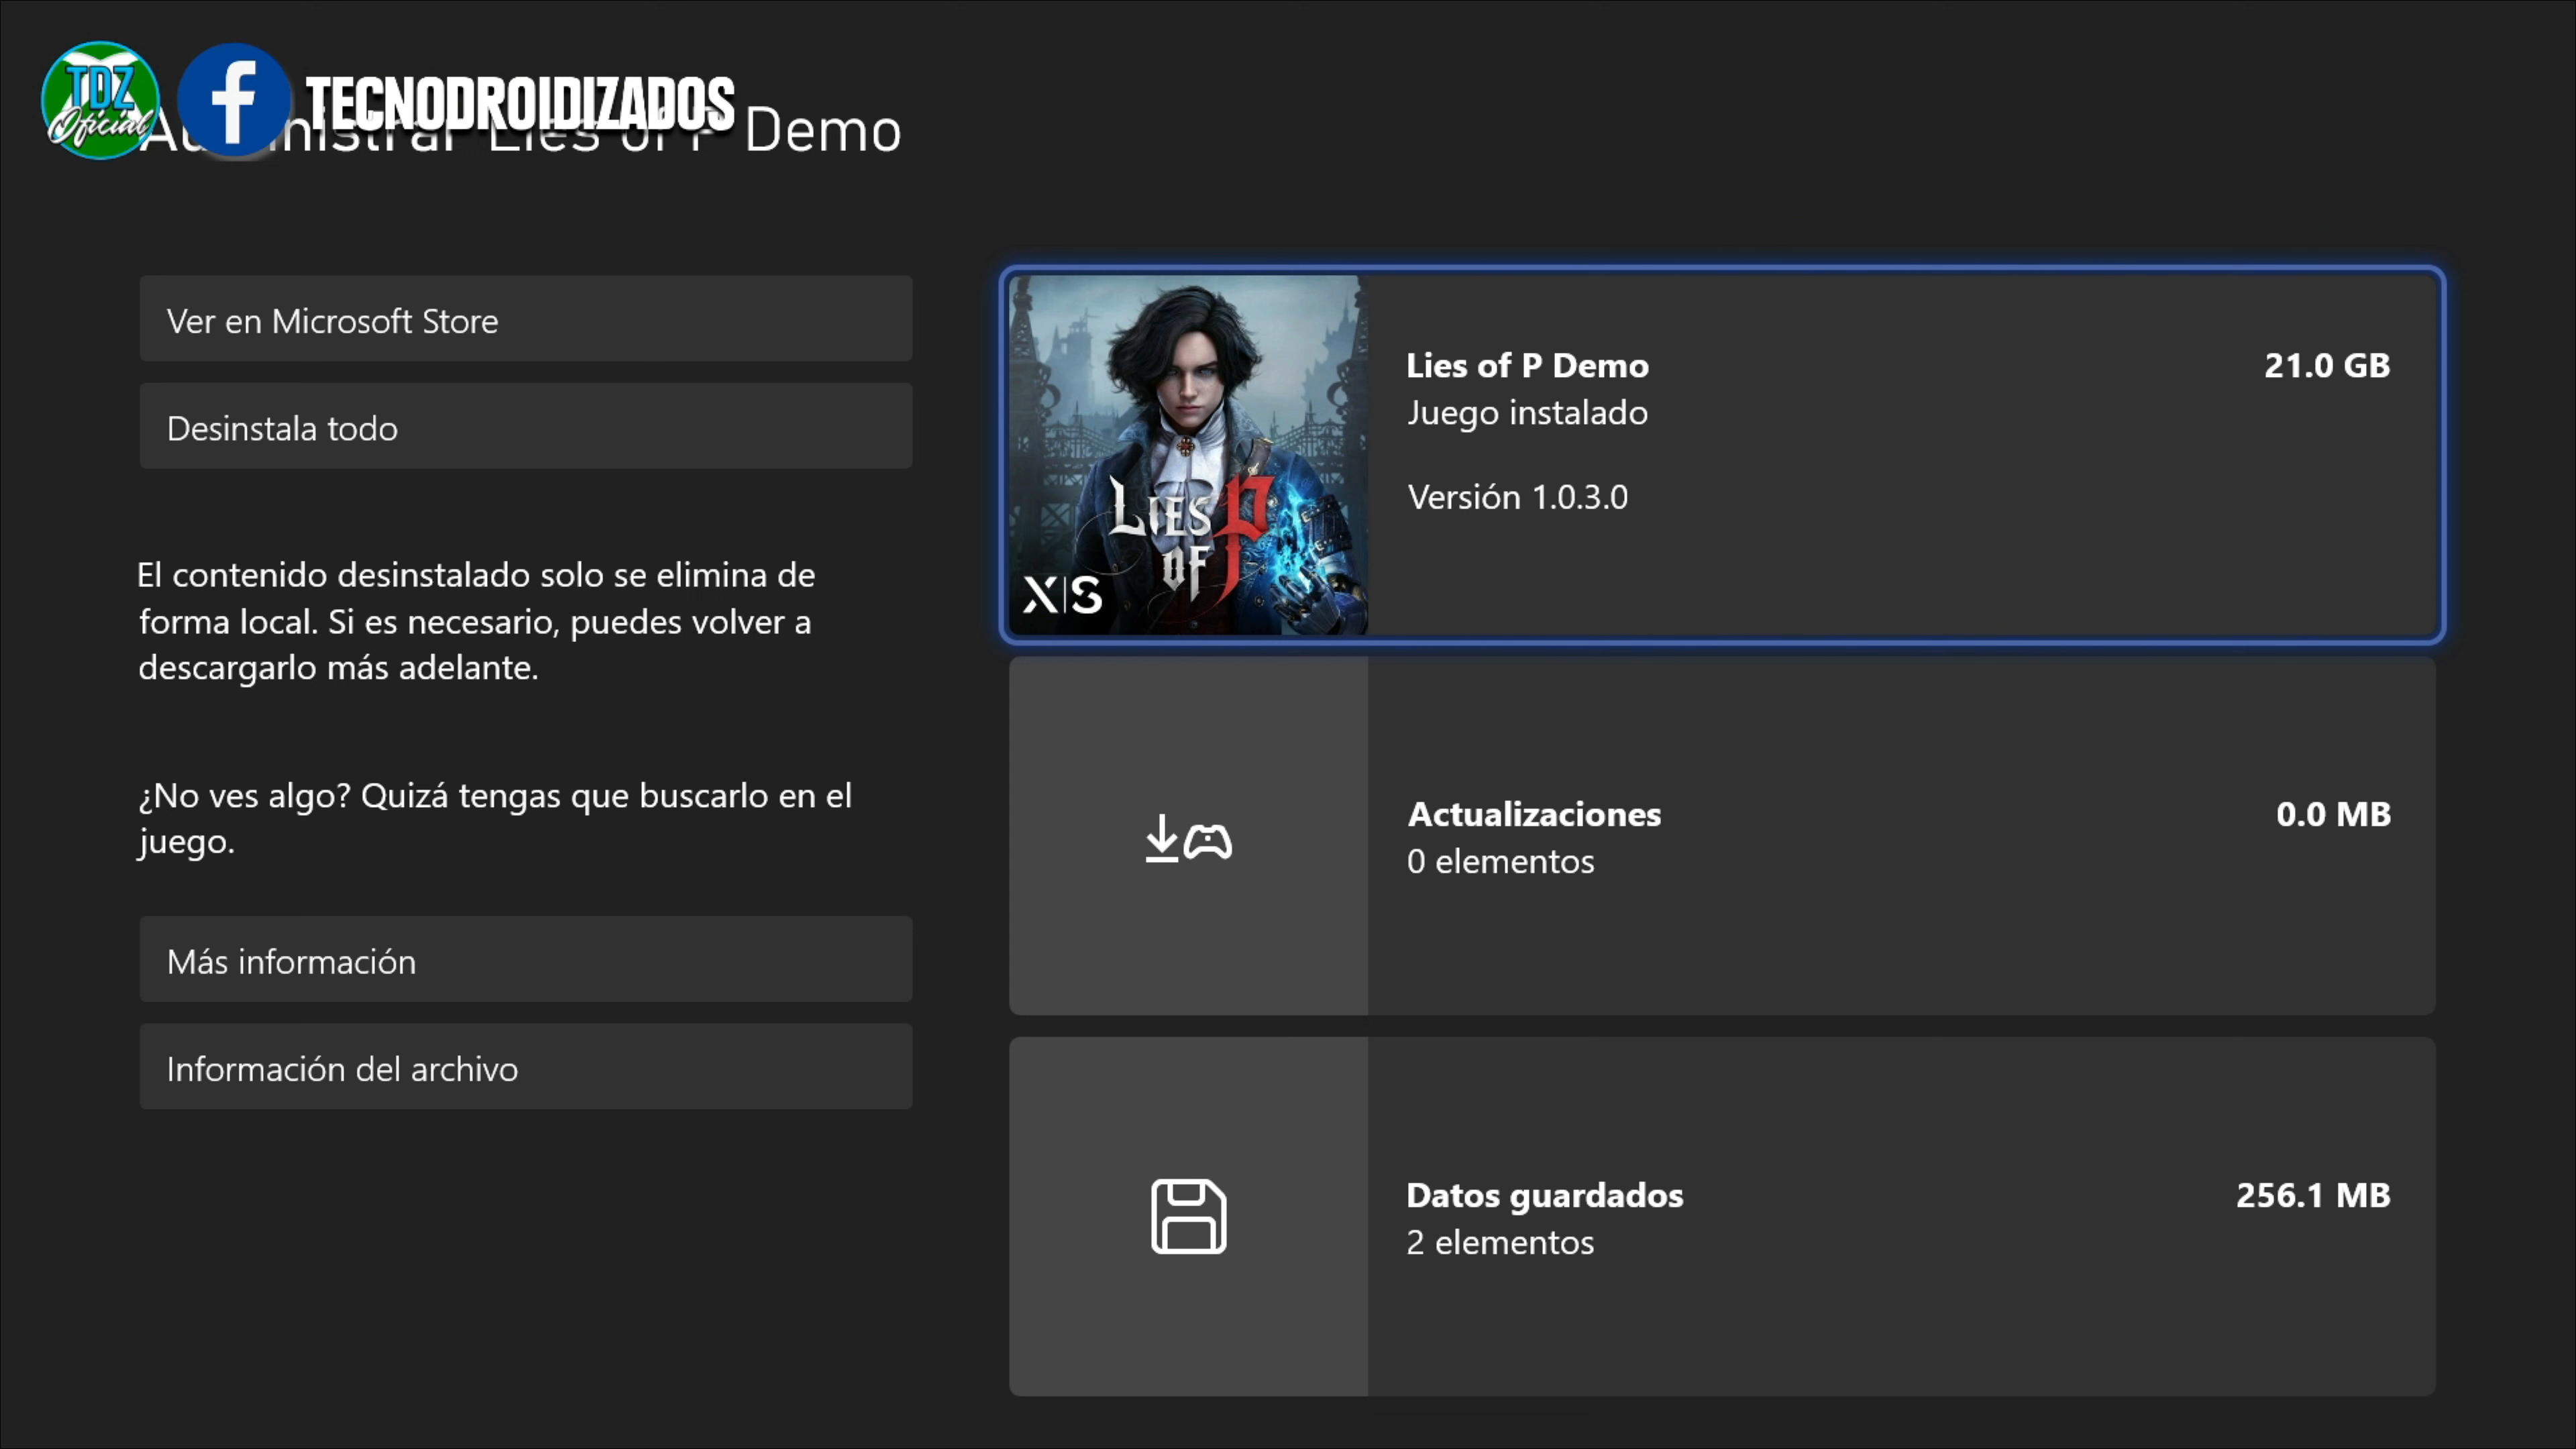 TDZ
Oficial
TECNODROIDIZADOS
Administrar Lies of P Demo
Ver en Microsoft Store
Desinstala todo
El contenido desinstalado solo se elimina de
forma local. Si es necesario, puedes volver a
descargarlo más adelante.
¿No ves algo? Quizá tengas que buscarlo en el
juego.
Más información
Información del archivo
LIES OF P
X|S
Lies of P Demo
21.0 GB
Juego instalado
Versión 1.0.3.0
Actualizaciones
0.0 MB
0 elementos
Datos guardados
256.1 MB
2 elementos